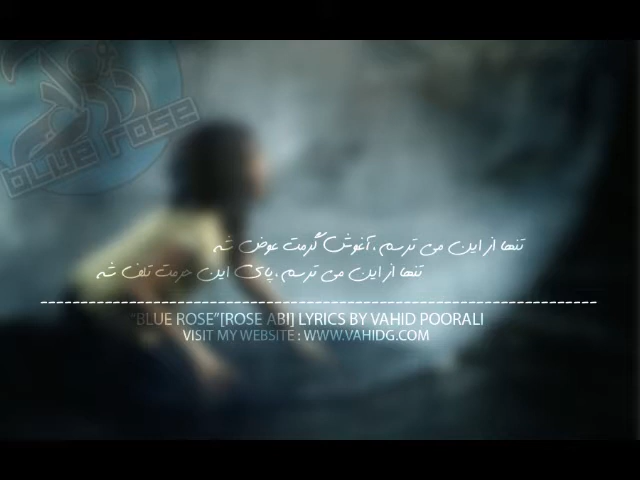 blue rose
تنها از این می ترسم ، آغوش گرمت عوض شه
تنها از این می ترسم ، پای این حرمت تلف شه
"BLUE ROSE"[ROSE ABI] LYRICS BY VAHID POORALI
VISIT MY WEBSITE : WWW.VAHIDG.COM